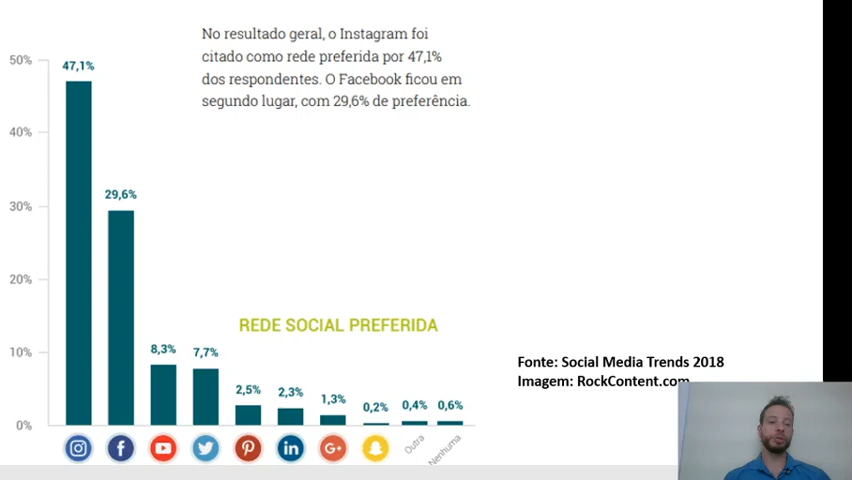 No resultado geral, o Instagram foi
citado como rede preferida por 47,1%
dos respondentes. O Facebook ficou em
segundo lugar, com 29,6% de preferência.
50%
40%
30%
20%
10%
0%
47,1%
29,6%
8,3%
7,7%
2,5%
2,3%
1,3%
0,2%
0,4%
0,6%
REDE SOCIAL PREFERIDA
Outra
Nenhuma
Fonte: Social Media Trends 2018
Imagem: RockContent.com